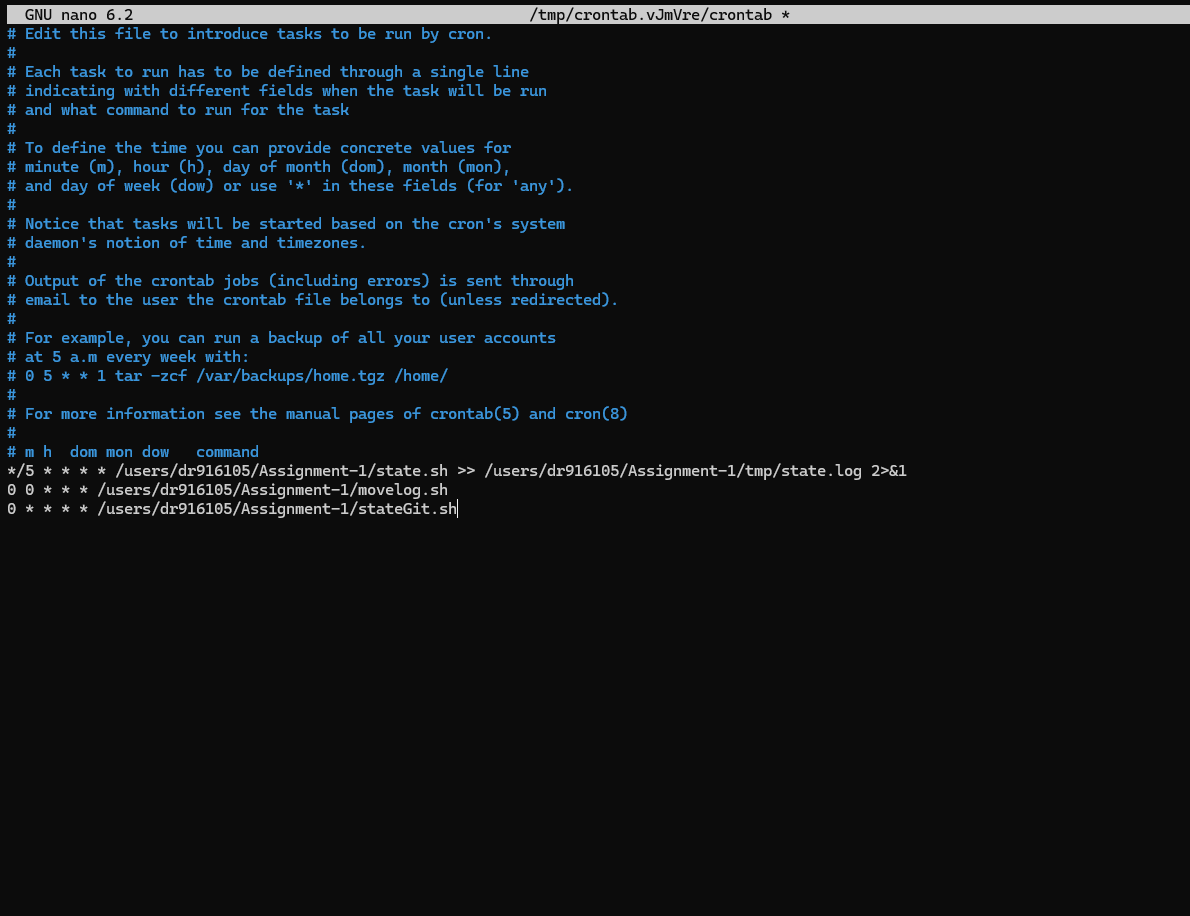 GNU nano 6.2 /tmp/crontab.vJmVre/crontab *
# Edit this file to introduce tasks to be run by cron.
#
# Each task to run has to be defined through a single line
# indicating with different fields when the task will be run
# and what command to run for the task
#
# To define the time you can provide concrete values for
# minute (m), hour (h), day of month (dom), month (mon),
# and day of week (dow) or use '*' in these fields (for 'any').
#
# Notice that tasks will be started based on the cron's system
# daemon's notion of time and timezones.
#
# Output of the crontab jobs (including errors) is sent through
# email to the user the crontab file belongs to (unless redirected).
#
# For example, you can run a backup of all your user accounts
# at 5 a.m every week with:
# 0 5 * * 1 tar -zcf /var/backups/home.tgz /home/
#
# For more information see the manual pages of crontab(5) and cron(8)
#
# m h  dom mon dow   command
*/5 * * * * /users/dr916105/Assignment-1/state.sh >> /users/dr916105/Assignment-1/tmp/state.log 2>&1
0 0 * * * /users/dr916105/Assignment-1/movelog.sh
0 * * * * /users/dr916105/Assignment-1/stateGit.sh